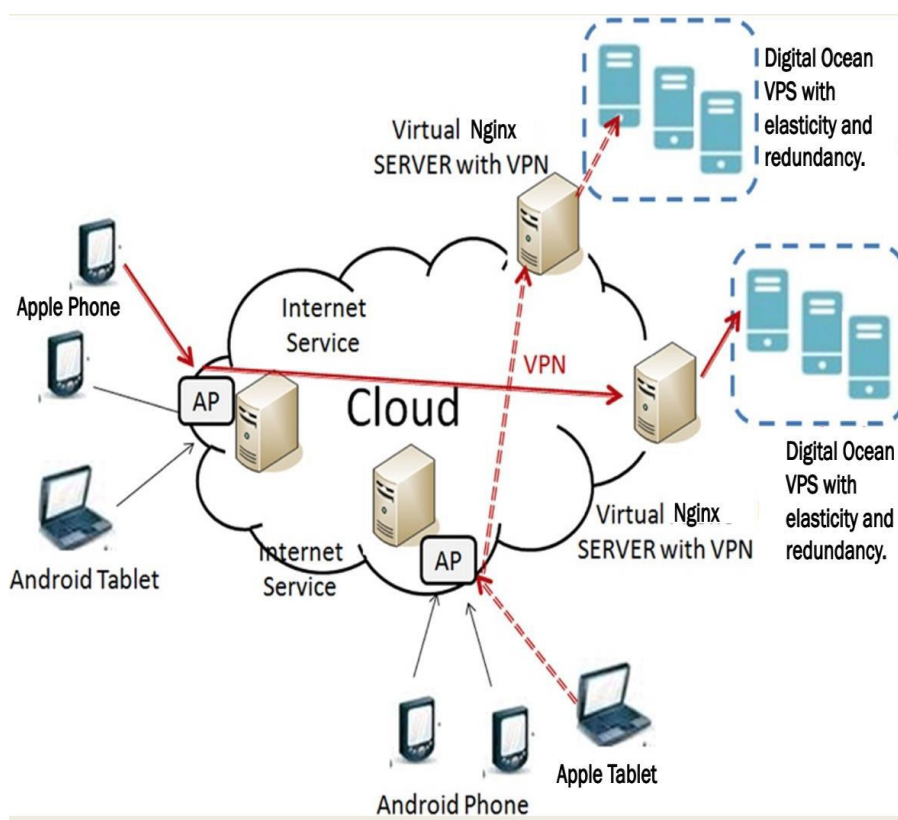 Digital Ocean
VPS with
elasticity and
redundancy.
Virtual Nginx
SERVER with VPN
Apple Phone
Internet
Service
VPN
AP
Cloud
Digital Ocean
VPS with
elasticity and
redundancy.
Virtual Nginx
SERVER with VPN
Internet
Service
AP
Android Tablet
Apple Tablet
Android Phone